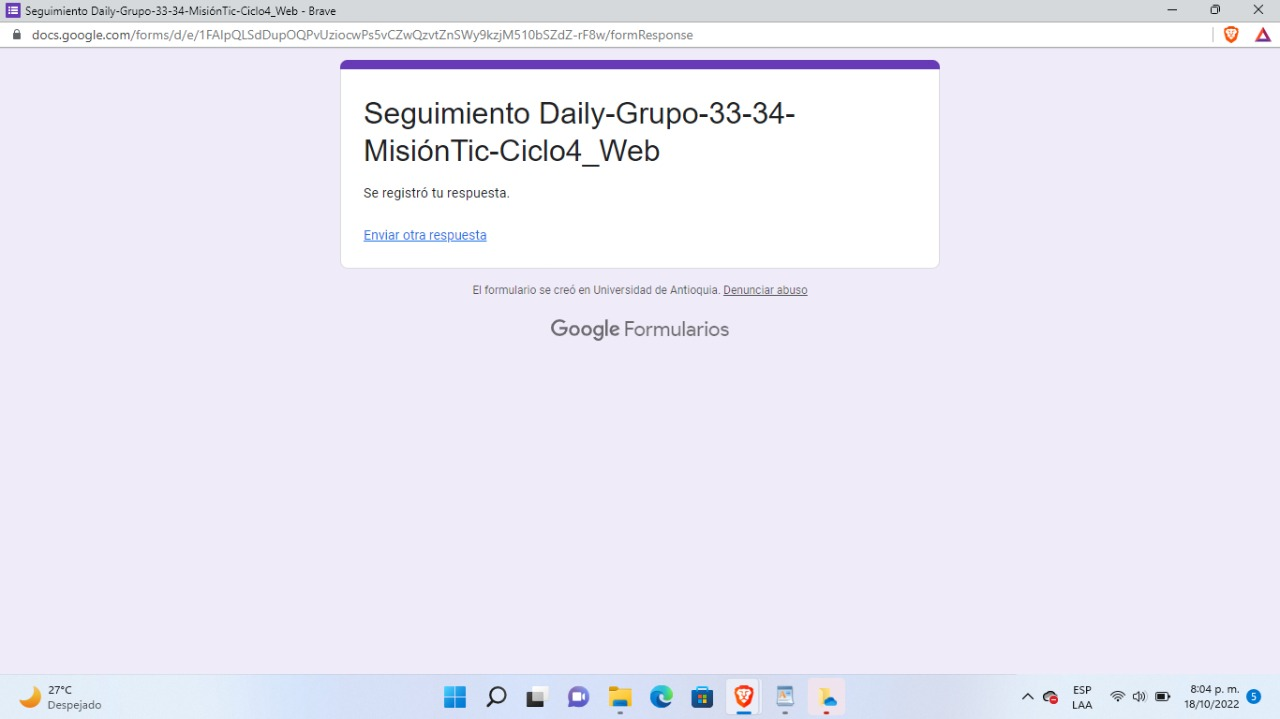 Seguimiento Daily-Grupo-33-34-MisiónTic-Ciclo4_Web - Brave
docs.google.com/forms/d/e/1FAIpQLSdDupOQPvUziocwPs5vCZwQzvtZnSWy9kzjM510bSZdZ-rF8w/formResponse
Seguimiento Daily-Grupo-33-34-
MisiónTic-Ciclo4_Web
Se registró tu respuesta.
Enviar otra respuesta
El formulario se creó en Universidad de Antioquia. Denunciar abuso
Google Formularios
27°C
Despejado
ESP
LAA
8:04 p. m.
18/10/2022
5